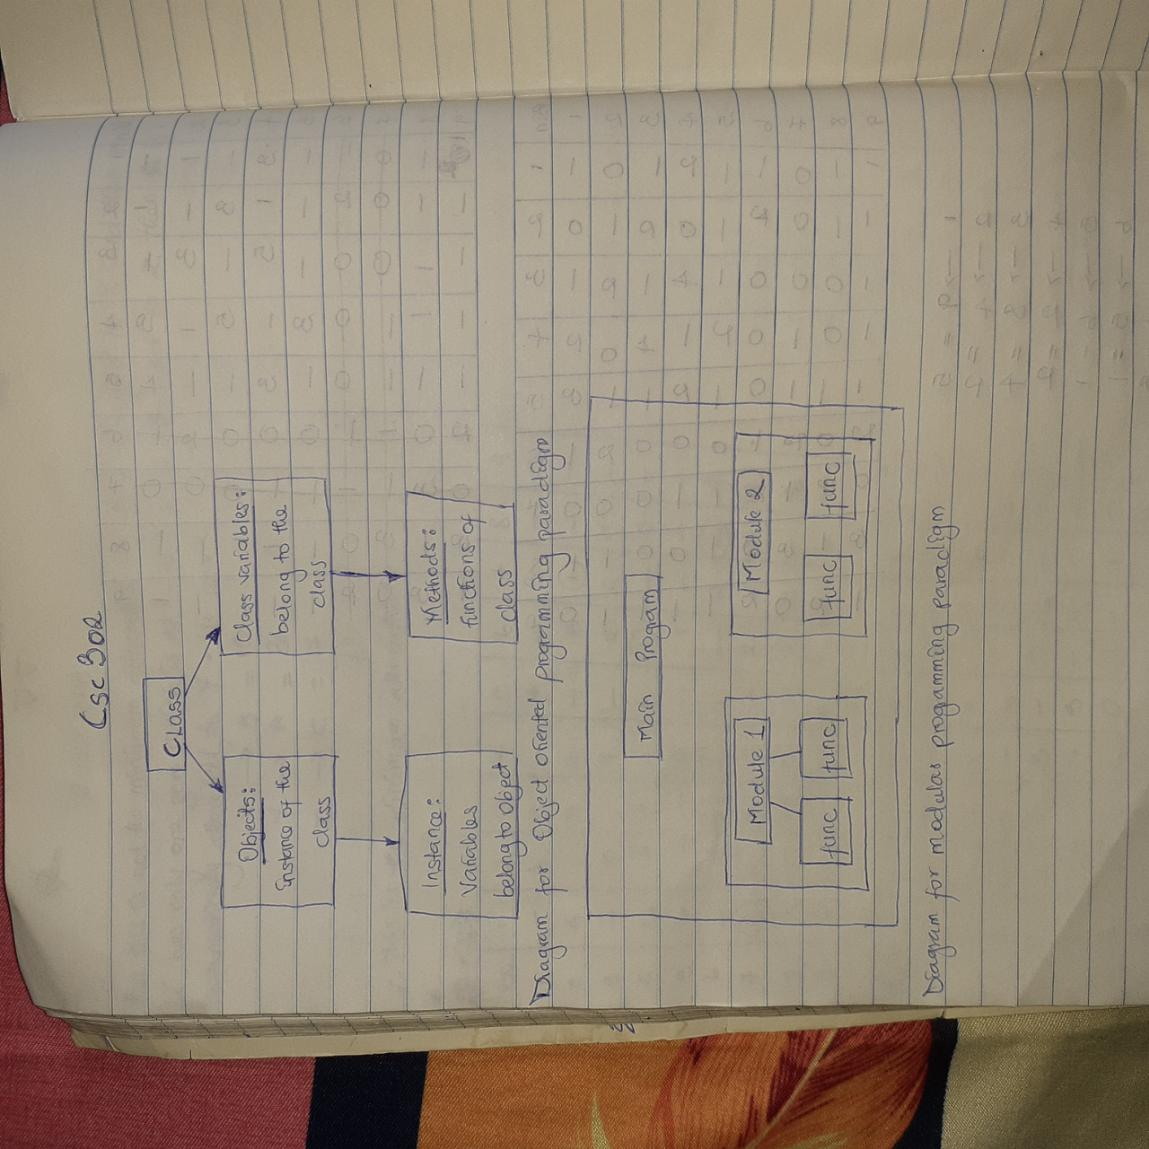 Csc 302
CLASS
Objects:
instance of the
class
Class variables:
belong to the
class
Instance:
Variables
belong to Object
Methods:
Functions of
class
Diagram for Object oriented programming paradigm
Main Program
Module 1
func
func
Module 2
func
func
Diagram for modular progamming paradigm